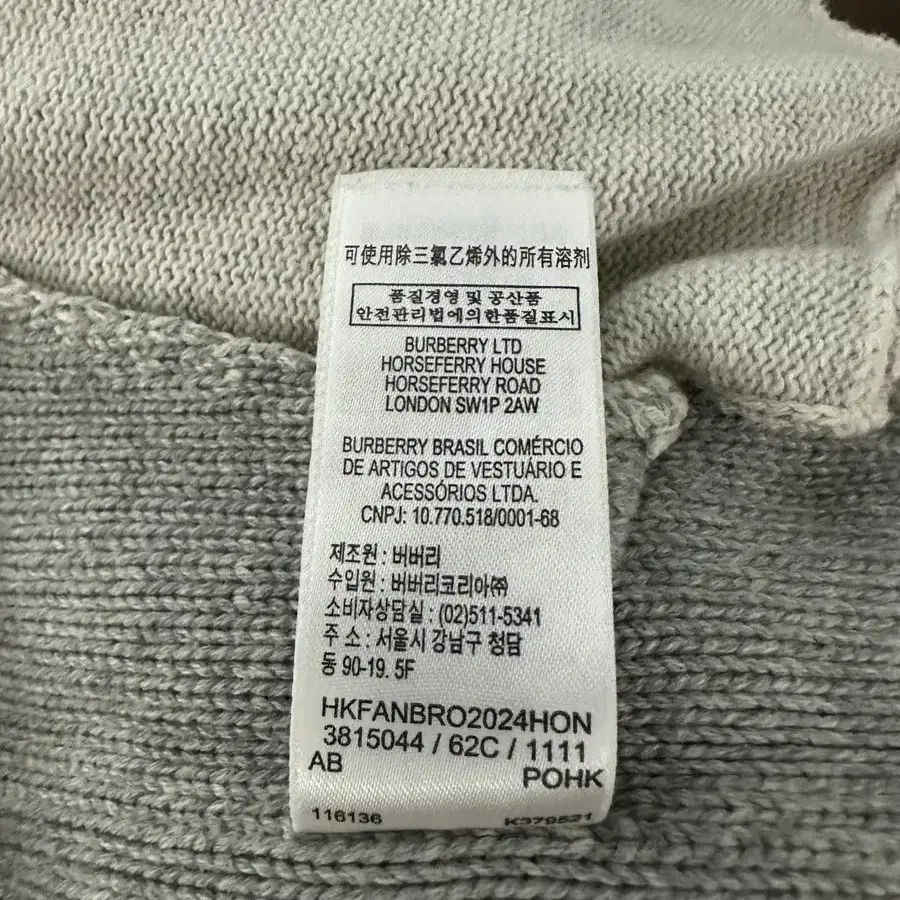 可使用除三氯乙烯外的所有溶剂
품질경영 및 공산품
안전관리법에의한품질표시
BURBERRY LTD
HORSEFERRY HOUSE
HORSEFERRY ROAD
LONDON SW1P 2AW
BURBERRY BRASIL COMÉRCIO
DE ARTIGOS DE VESTUÁRIO E
ACESSÓRIOS LTDA.
CNPJ: 10.770.518/0001-68
제조원 : 버버리
수입원 : 버버리코리아㈜
소비자상담실 : (02)511-5341
주 소 : 서울시 강남구 청담
동 90-19. 5F
HKFANBRO2024HON
3815044 / 62C / 1111
AB POHK
116136 K379521